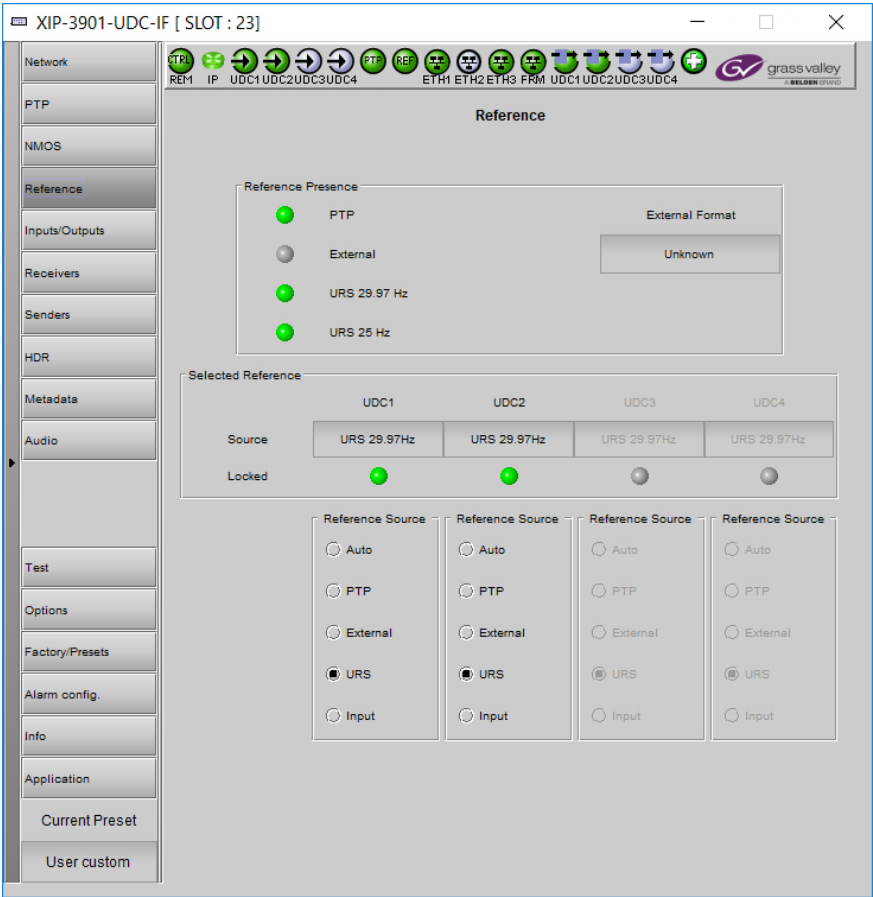 XIP-3901-UDC-IF [ SLOT : 23]
Network
PTP
NMOS
Reference
Inputs/Outputs
Receivers
Senders
HDR
Metadata
Audio
Test
Options
Factory/Presets
Alarm config.
Info
Application
Current Preset
User custom
CTRL PTP REF
REM IP UDC1 UDC2 UDC3 UDC4 ETH1 ETH2 ETH3 FRM UDC1 UDC2 UDC3 UDC4
GV grass valley
A BELDEN BRAND
Reference
Reference Presence
PTP External Format
External Unknown
URS 29.97 Hz
URS 25 Hz
Selected Reference
UDC1 UDC2 UDC3 UDC4
Source URS 29.97Hz URS 29.97Hz URS 29.97Hz URS 29.97Hz
Locked
Reference Source Reference Source Reference Source Reference Source
Auto Auto Auto Auto
PTP PTP PTP PTP
External External External External
URS URS URS URS
Input Input Input Input